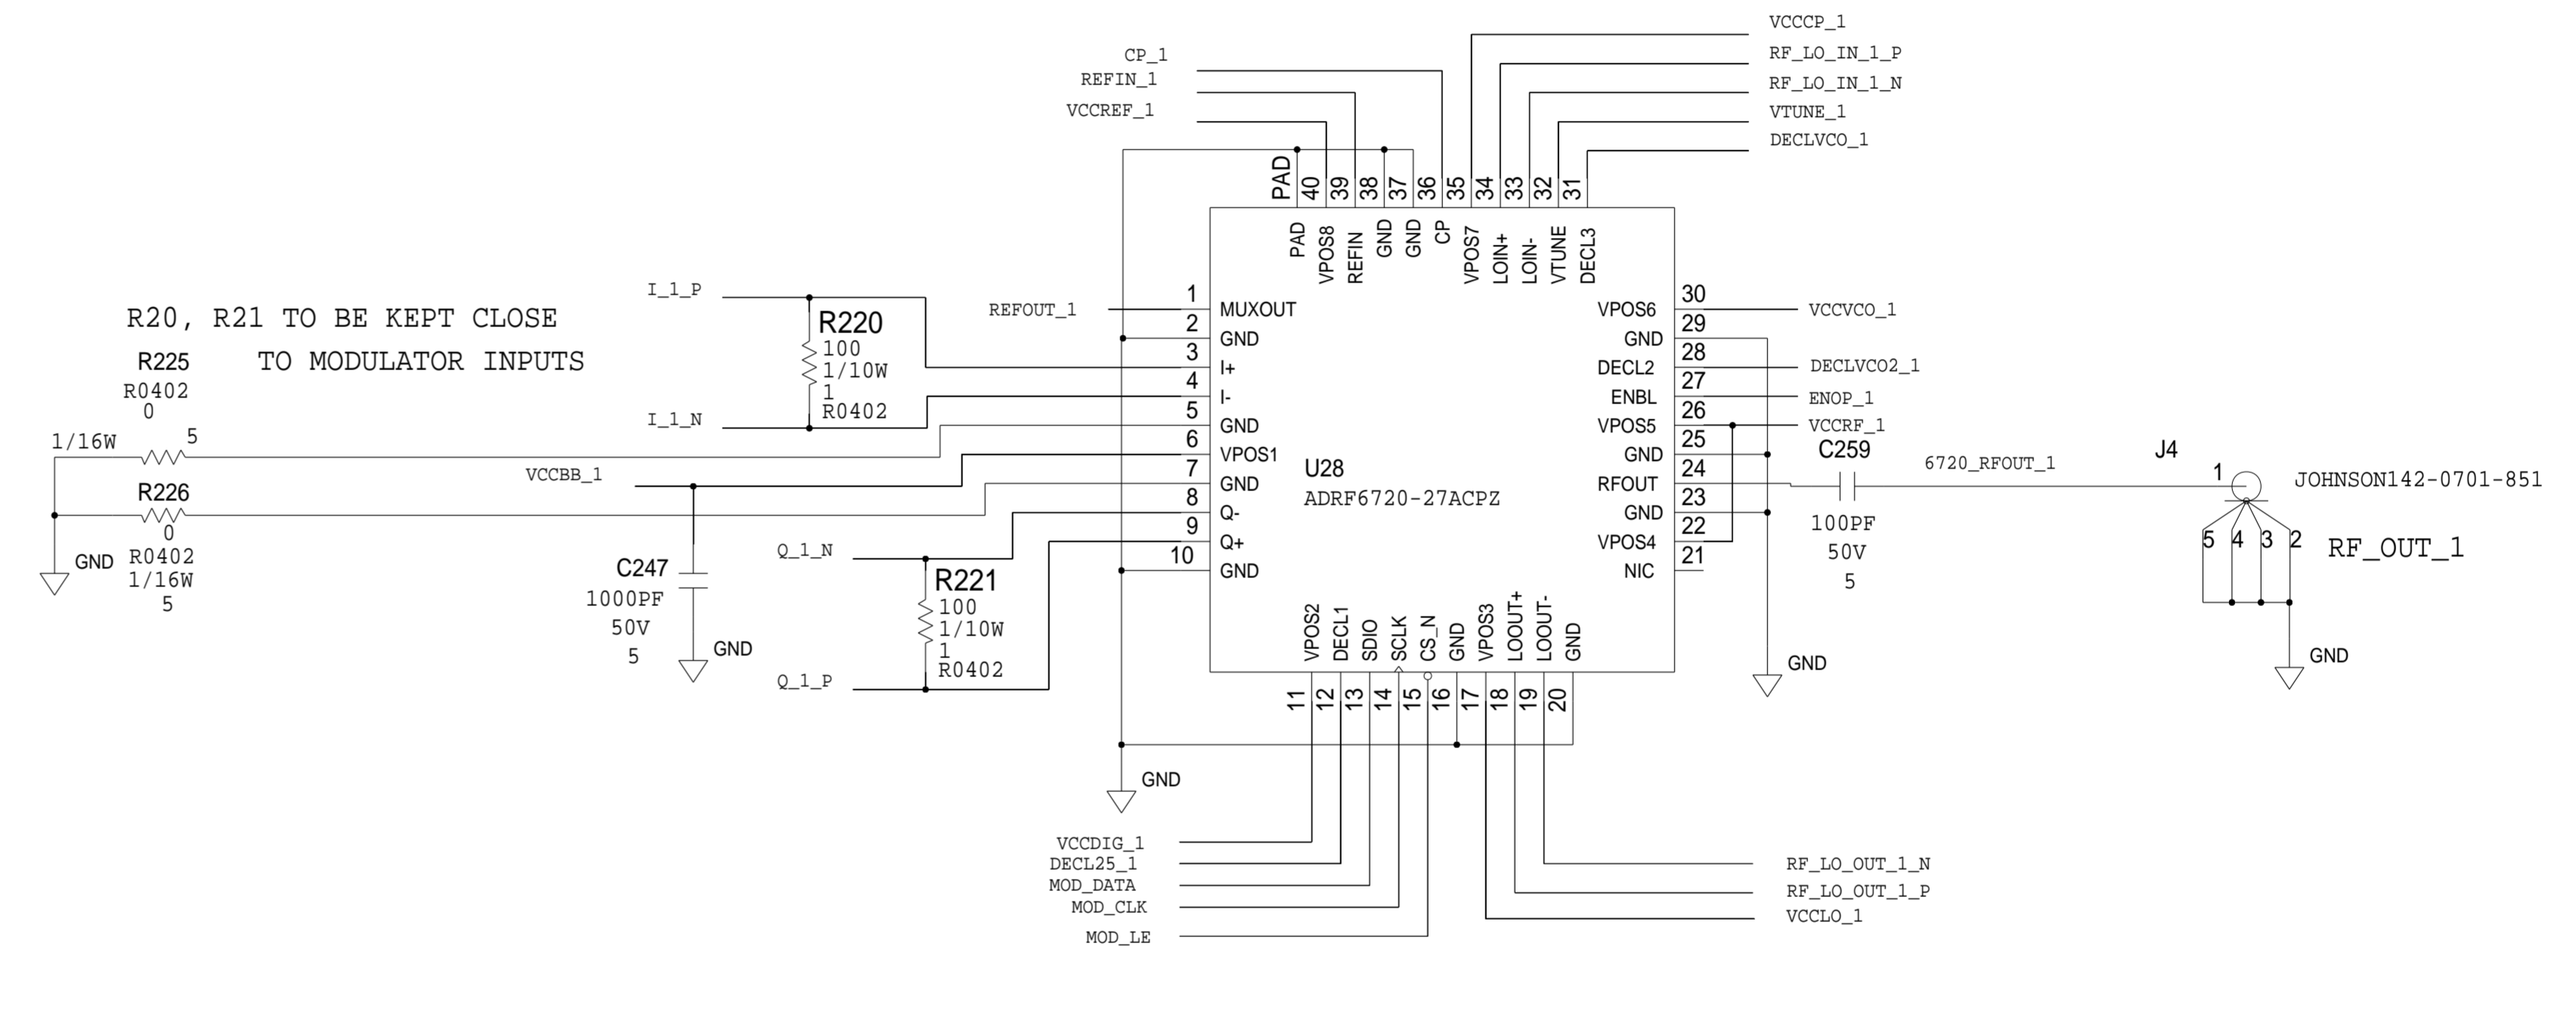 VCCCP_1
RF_LO_IN_1_P
RF_LO_IN_1_N
VTUNE_1
DECLVCO_1
CP_1
REFIN_1
VCCREF_1
PAD
40
39
38
37
36
35
34
33
32
31
PAD
VPOS8
REFIN
GND
GND
CP
VPOS7
LOIN+
LOIN-
VTUNE
DECL3
R20, R21 TO BE KEPT CLOSE
TO MODULATOR INPUTS
R225
R0402
0
1/16W
5
R226
0
R0402
1/16W
5
GND
I_1_P
I_1_N
R220
100
1/10W
1
R0402
VCCBB_1
C247
1000PF
50V
5
GND
Q_1_N
Q_1_P
R221
100
1/10W
1
R0402
REFOUT_1
1
MUXOUT
2
GND
3
I+
4
I-
5
GND
6
VPOS1
7
GND
8
Q-
9
Q+
10
GND
U28
ADRF6720-27ACPZ
30
VPOS6
VCCVCO_1
29
GND
28
DECL2
DECLVCO2_1
27
ENBL
ENOP_1
26
VPOS5
VCCRF_1
25
GND
24
RFOUT
23
GND
22
VPOS4
21
NIC
C259
100PF
50V
5
6720_RFOUT_1
J4
1
JOHNSON142-0701-851
5
4
3
2
RF_OUT_1
GND
GND
VPOS2
DECL1
SDIO
SCLK
CS_N
GND
VPOS3
LOOUT+
LOOUT-
GND
11
12
13
14
15
16
17
18
19
20
GND
VCCDIG_1
DECL25_1
MOD_DATA
MOD_CLK
MOD_LE
RF_LO_OUT_1_N
RF_LO_OUT_1_P
VCCLO_1